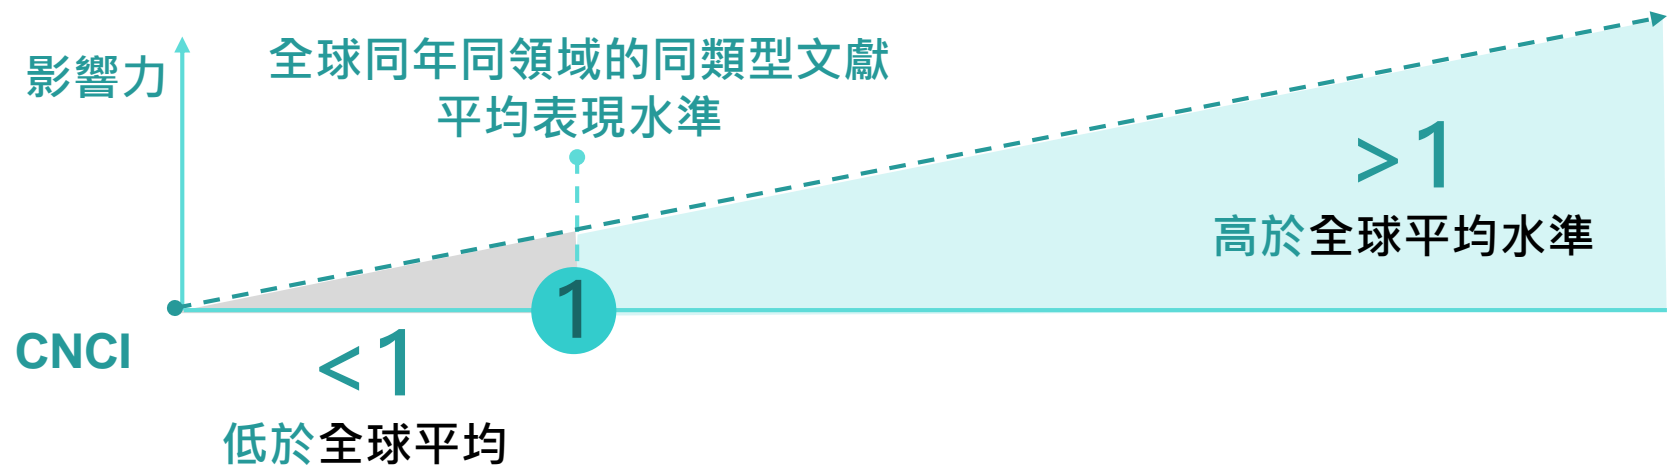 影響力
全球同年同領域的同類型文獻
平均表現水準
>1
高於全球平均水準
1
CNCI
<1
低於全球平均